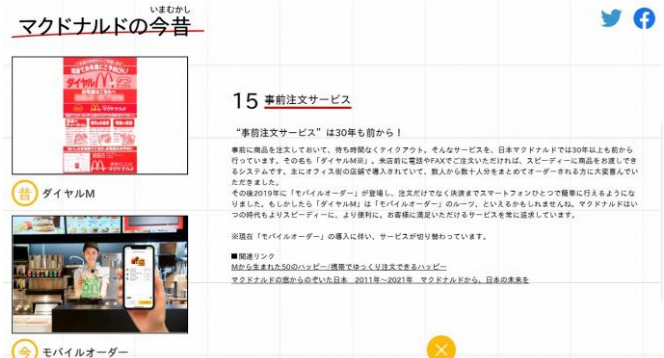 いまむかし
マクドナルドの今昔
電話でお気軽にご予約OK!
ダイヤルM
マクドナルド
昔 ダイヤルM
今 モバイルオーダー
15 事前注文サービス
“事前注文サービス”は30年も前から！
事前に商品を注文しておいて、待ち時間なくテイクアウト。そんなサービスを、日本マクドナルドでは30年以上も前から
行っています。その名も「ダイヤルM※」。来店前に電話やFAXでご注文いただければ、スピーディーに商品をお渡しでき
るシステムです。主にオフィス街の店舗で導入されていて、数人から数十人分をまとめてオーダーされる方に大変喜んでい
ただきました。
その後2019年に「モバイルオーダー」が登場し、注文だけでなく決済までスマートフォンひとつで簡単に行えるようにな
りました。もしかしたら「ダイヤルM」は「モバイルオーダー」のルーツ、といえるかもしれませんね。マクドナルドはい
つの時代もよりスピーディーに、より便利に。お客様に満足いただけるサービスを常に追求しています。
※現在「モバイルオーダー」の導入に伴い、サービスが切り替わっています。
■関連リンク
Mから生まれた50のハッピー/携帯でゆっくり注文できるハッピー
マクドナルドの窓からのぞいた日本　2011年～2021年　マクドナルドから、日本の未来を